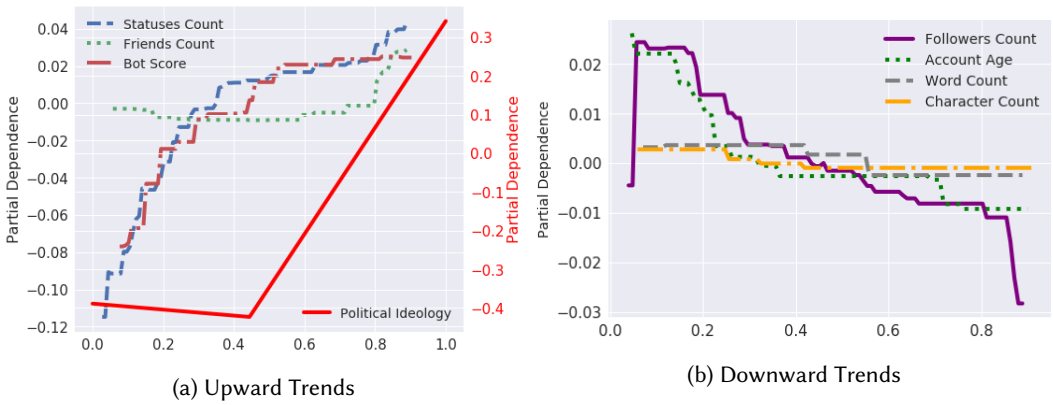 Statuses Count
Friends Count
Bot Score
0.04
0.02
0.00
−0.02
−0.04
−0.06
−0.08
−0.10
−0.12
Partial Dependence
0.0 0.2 0.4 0.6 0.8 1.0
0.3
0.2
0.1
0.0
−0.1
−0.2
−0.3
−0.4
Partial Dependence
Political Ideology
(a) Upward Trends
Followers Count
Account Age
Word Count
Character Count
0.02
0.01
0.00
−0.01
−0.02
−0.03
Partial Dependence
0.0 0.2 0.4 0.6 0.8
(b) Downward Trends